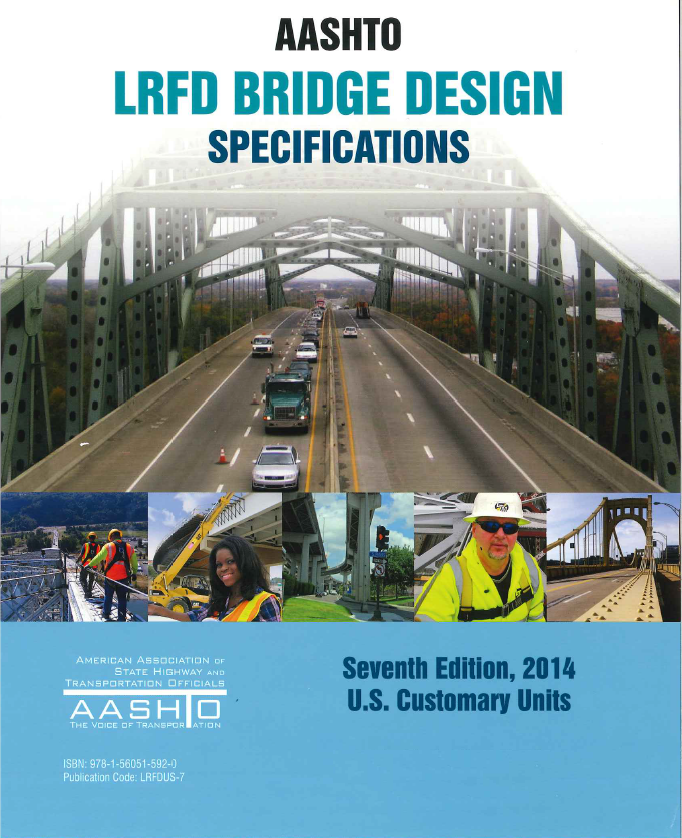 AASHTO
LRFD BRIDGE DESIGN
SPECIFICATIONS
AMERICAN ASSOCIATION OF
STATE HIGHWAY AND
TRANSPORTATION OFFICIALS
AASHTO
THE VOICE OF TRANSPORTATION
Seventh Edition, 2014
U.S. Customary Units
ISBN: 978-1-56051-592-0
Publication Code: LRFDUS-7